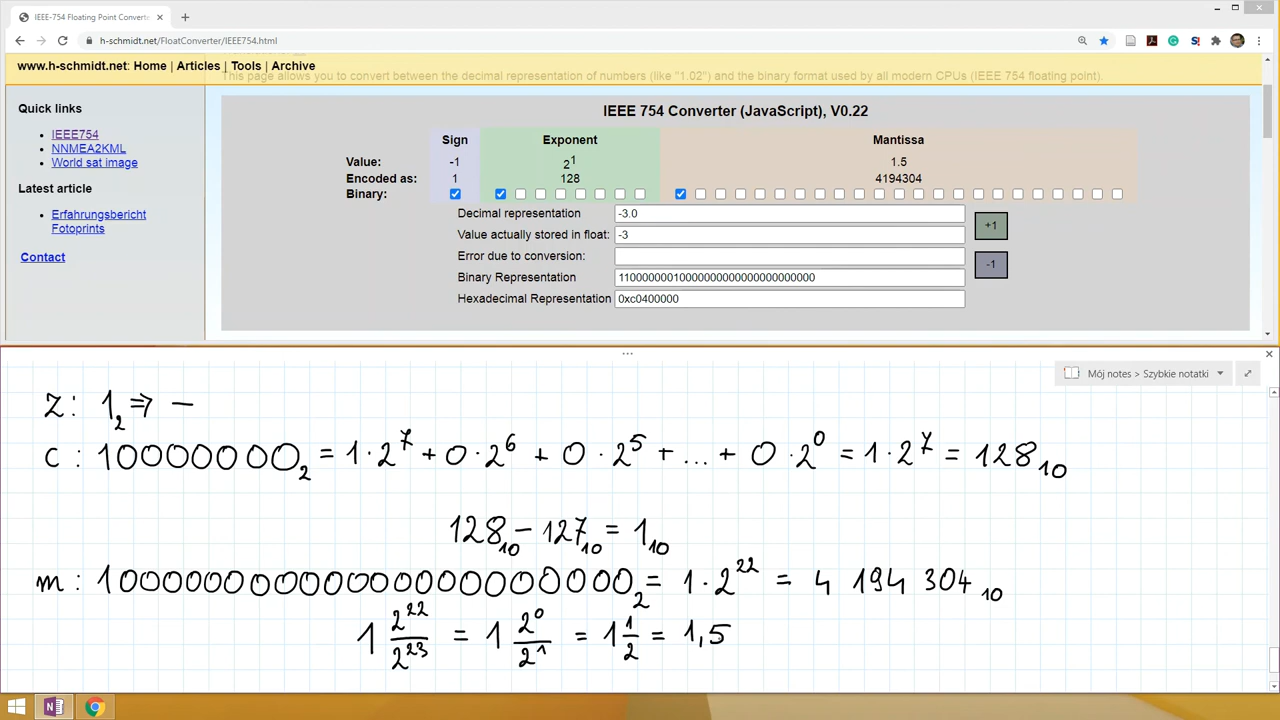 IEEE-754 Floating Point Converte
h-schmidt.net/FloatConverter/IEEE754.html
www.h-schmidt.net: Home | Articles | Tools | Archive
This page allows you to convert between the decimal representation of numbers (like "1.02") and the binary format used by all modern CPUs (IEEE 754 floating point).
Quick links
IEEE754
NNMEA2KML
World sat image
Latest article
Erfahrungsbericht
Fotoprints
Contact
IEEE 754 Converter (JavaScript), V0.22
Sign Exponent Mantissa
Value: -1 2¹ 1.5
Encoded as: 1 128 4194304
Binary:
Decimal representation -3.0
Value actually stored in float: -3
Error due to conversion:
Binary Representation 11000000010000000000000000000000
Hexadecimal Representation 0xc0400000
+1
-1
Mój notes > Szybkie notatki
z: 1₂ ⇒ −
c: 10000000₂ = 1·2⁷ + 0·2⁶ + 0·2⁵ + ... + 0·2⁰ = 1·2⁷ = 128₁₀
128₁₀ − 127₁₀ = 1₁₀
m: 10000000000000000000000₂ = 1·2²² = 4 194 304₁₀
1 2²²/2²³ = 1 2⁰/2¹ = 1 1/2 = 1,5